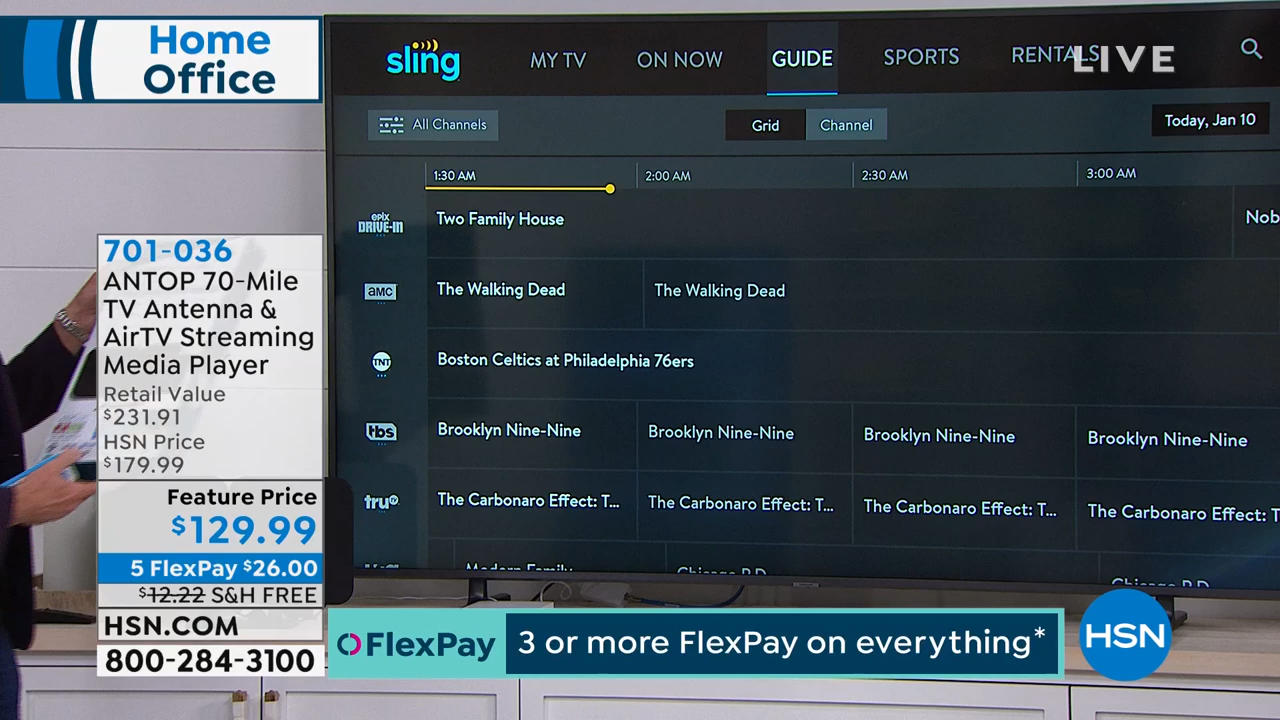 Home
Office
701-036
ANTOP 70-Mile
TV Antenna &
AirTV Streaming
Media Player
Retail Value
$231.91
HSN Price
$179.99
Feature Price
$129.99
5 FlexPay $26.00
$12.22 S&H FREE
HSN.COM
800-284-3100
sling
MY TV
ON NOW
GUIDE
SPORTS
RENTALS
LIVE
All Channels
Grid
Channel
Today, Jan 10
1:30 AM
2:00 AM
2:30 AM
3:00 AM
epix
DRIVE-IN
Two Family House
Nob
amc
The Walking Dead
The Walking Dead
TNT
Boston Celtics at Philadelphia 76ers
tbs
Brooklyn Nine-Nine
Brooklyn Nine-Nine
Brooklyn Nine-Nine
Brooklyn Nine-Nine
truTV
The Carbonaro Effect: T...
The Carbonaro Effect: T...
The Carbonaro Effect: T...
The Carbonaro Effect: T
Modern Family
Chicago P.D.
Chicago P.D.
FlexPay
3 or more FlexPay on everything*
HSN